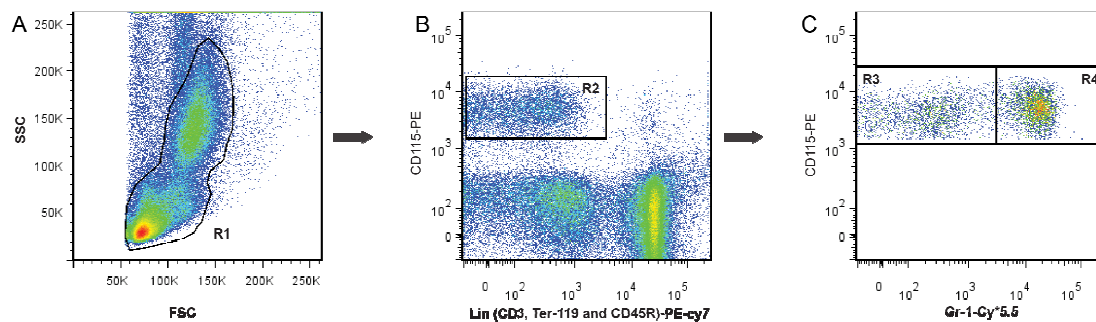 A
250K
200K
150K
100K
50K
SSC
R1
50K
100K
150K
200K
250K
FSC
B
10^5
10^4
10^3
10^2
0
CD115-PE
R2
0
10^2
10^3
10^4
10^5
Lin (CD3, Ter-119 and CD45R)-PE-cy7
C
10^5
10^4
10^3
10^2
0
CD115-PE
R3
R4
0
10^2
10^3
10^4
10^5
Gr-1-Cy*5.5